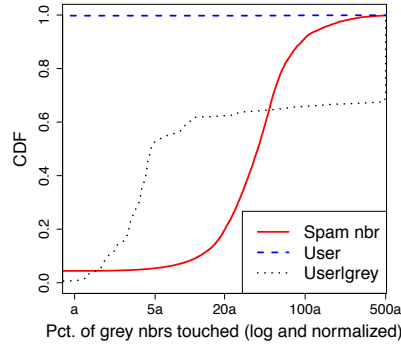 1.0
0.8
0.6
0.4
0.2
0.0
CDF
Spam nbr
User
User|grey
a
5a
20a
100a
500a
Pct. of grey nbrs touched (log and normalized)